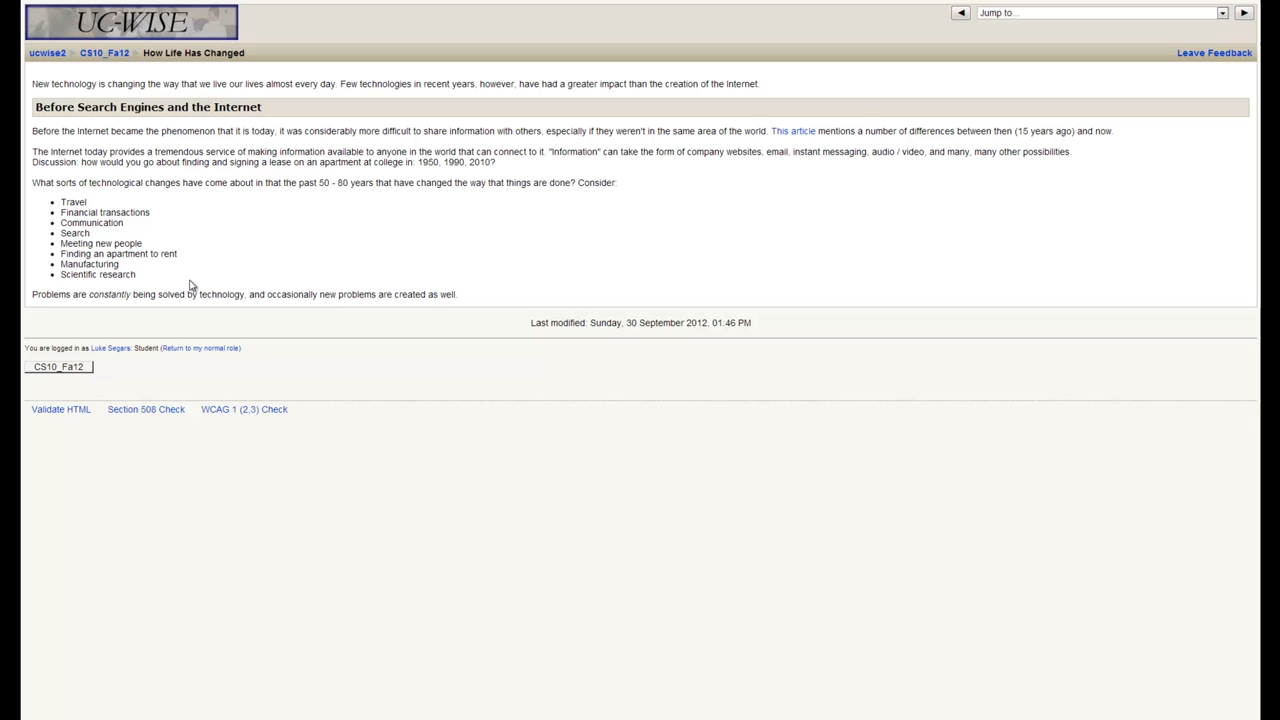 UC-WISE
Jump to...
ucwise2 ► CS10_Fa12 ► How Life Has Changed
Leave Feedback
New technology is changing the way that we live our lives almost every day. Few technologies in recent years, however, have had a greater impact than the creation of the Internet.
Before Search Engines and the Internet
Before the Internet became the phenomenon that it is today, it was considerably more difficult to share information with others, especially if they weren't in the same area of the world. This article mentions a number of differences between then (15 years ago) and now.
The Internet today provides a tremendous service of making information available to anyone in the world that can connect to it. "Information" can take the form of company websites, email, instant messaging, audio / video, and many, many other possibilities.
Discussion: how would you go about finding and signing a lease on an apartment at college in: 1950, 1990, 2010?
What sorts of technological changes have come about in that the past 50 - 80 years that have changed the way that things are done? Consider:
• Travel
• Financial transactions
• Communication
• Search
• Meeting new people
• Finding an apartment to rent
• Manufacturing
• Scientific research
Problems are constantly being solved by technology, and occasionally new problems are created as well.
Last modified: Sunday, 30 September 2012, 01:46 PM
You are logged in as Luke Segars: Student (Return to my normal role)
CS10_Fa12
Validate HTML Section 508 Check WCAG 1 (2,3) Check